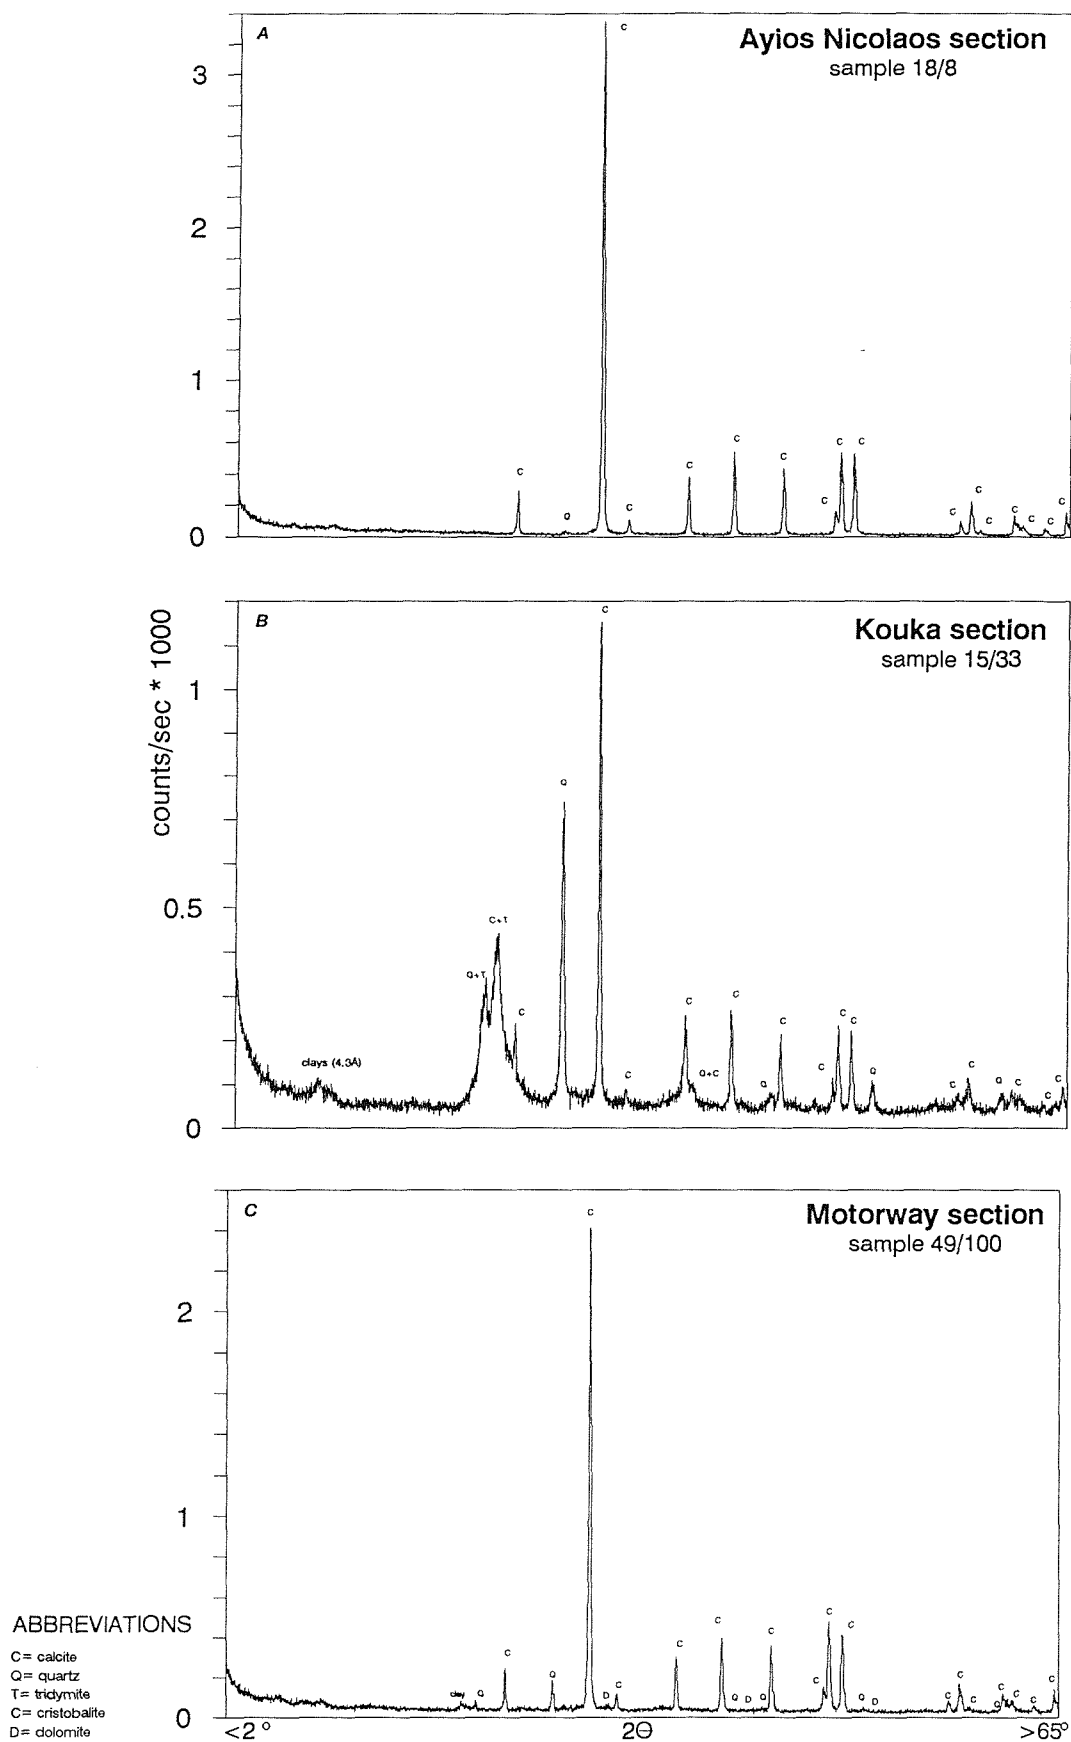 A
C
Ayios Nicolaos section
sample 18/8
3
2
1
0
C
Q
C
C
C
C
C
C
C
C
C
C
C
C
C
C
counts/sec * 1000
B
C
Kouka section
sample 15/33
1
0.5
0
clays (4.3Å)
Q+T
C+T
C
Q
C
C
Q+C
C
Q
C
C
C
C
Q
C
C
Q
C
C
C
C
C
Motorway section
sample 49/100
2
1
0
clay
Q
C
Q
D
C
C
C
Q
D
Q
C
C
C
C
Q
D
C
C
C
Q
C
C
C
C
<2°
2Θ
>65°
ABBREVIATIONS
C= calcite
Q= quartz
T= tridymite
C= cristobalite
D= dolomite